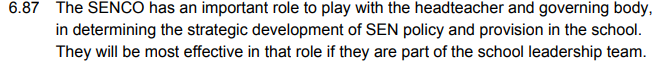 6.87 The SENCO has an important role to play with the headteacher and governing body,
in determining the strategic development of SEN policy and provision in the school.
They will be most effective in that role if they are part of the school leadership team.